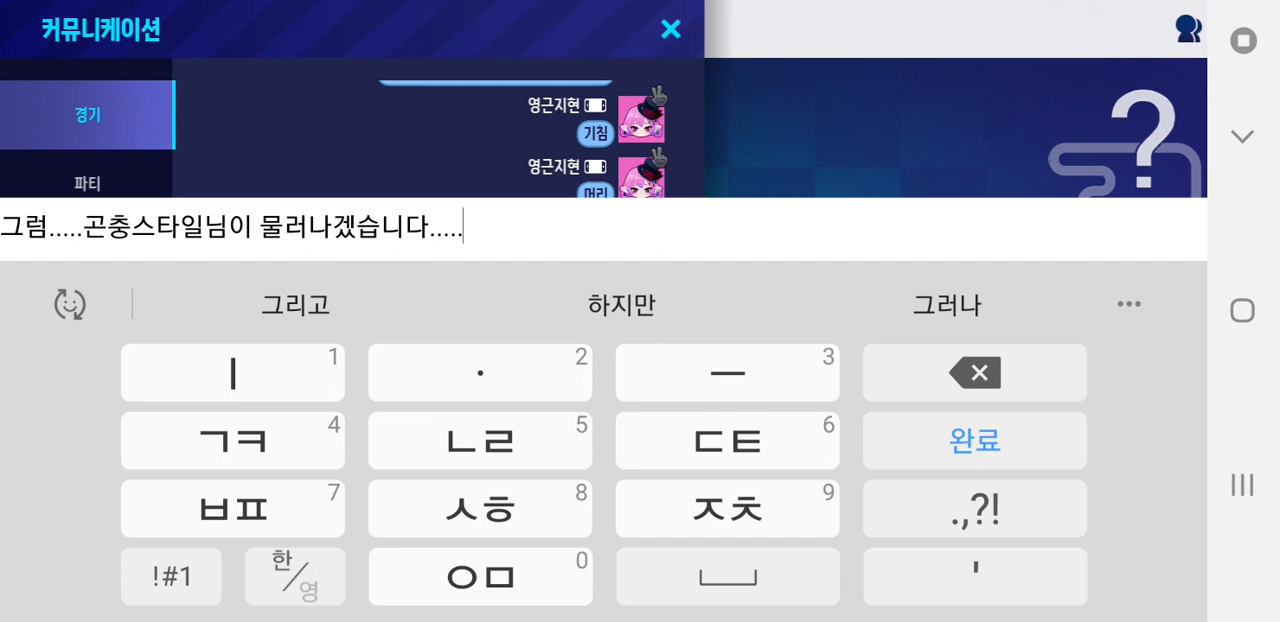 커뮤니케이션
경기
영근지현
기침
파티
영근지현
머리
?
그럼.....곤충스타일님이 물러나겠습니다.....
그리고 하지만 그러나
ㅣ 1 · 2 ㅡ 3
ㄱㅋ 4 ㄴㄹ 5 ㄷㅌ 6 완료
ㅂㅍ 7 ㅅㅎ 8 ㅈㅊ 9 .,?!
!#1 한/영 ㅇㅁ 0 '